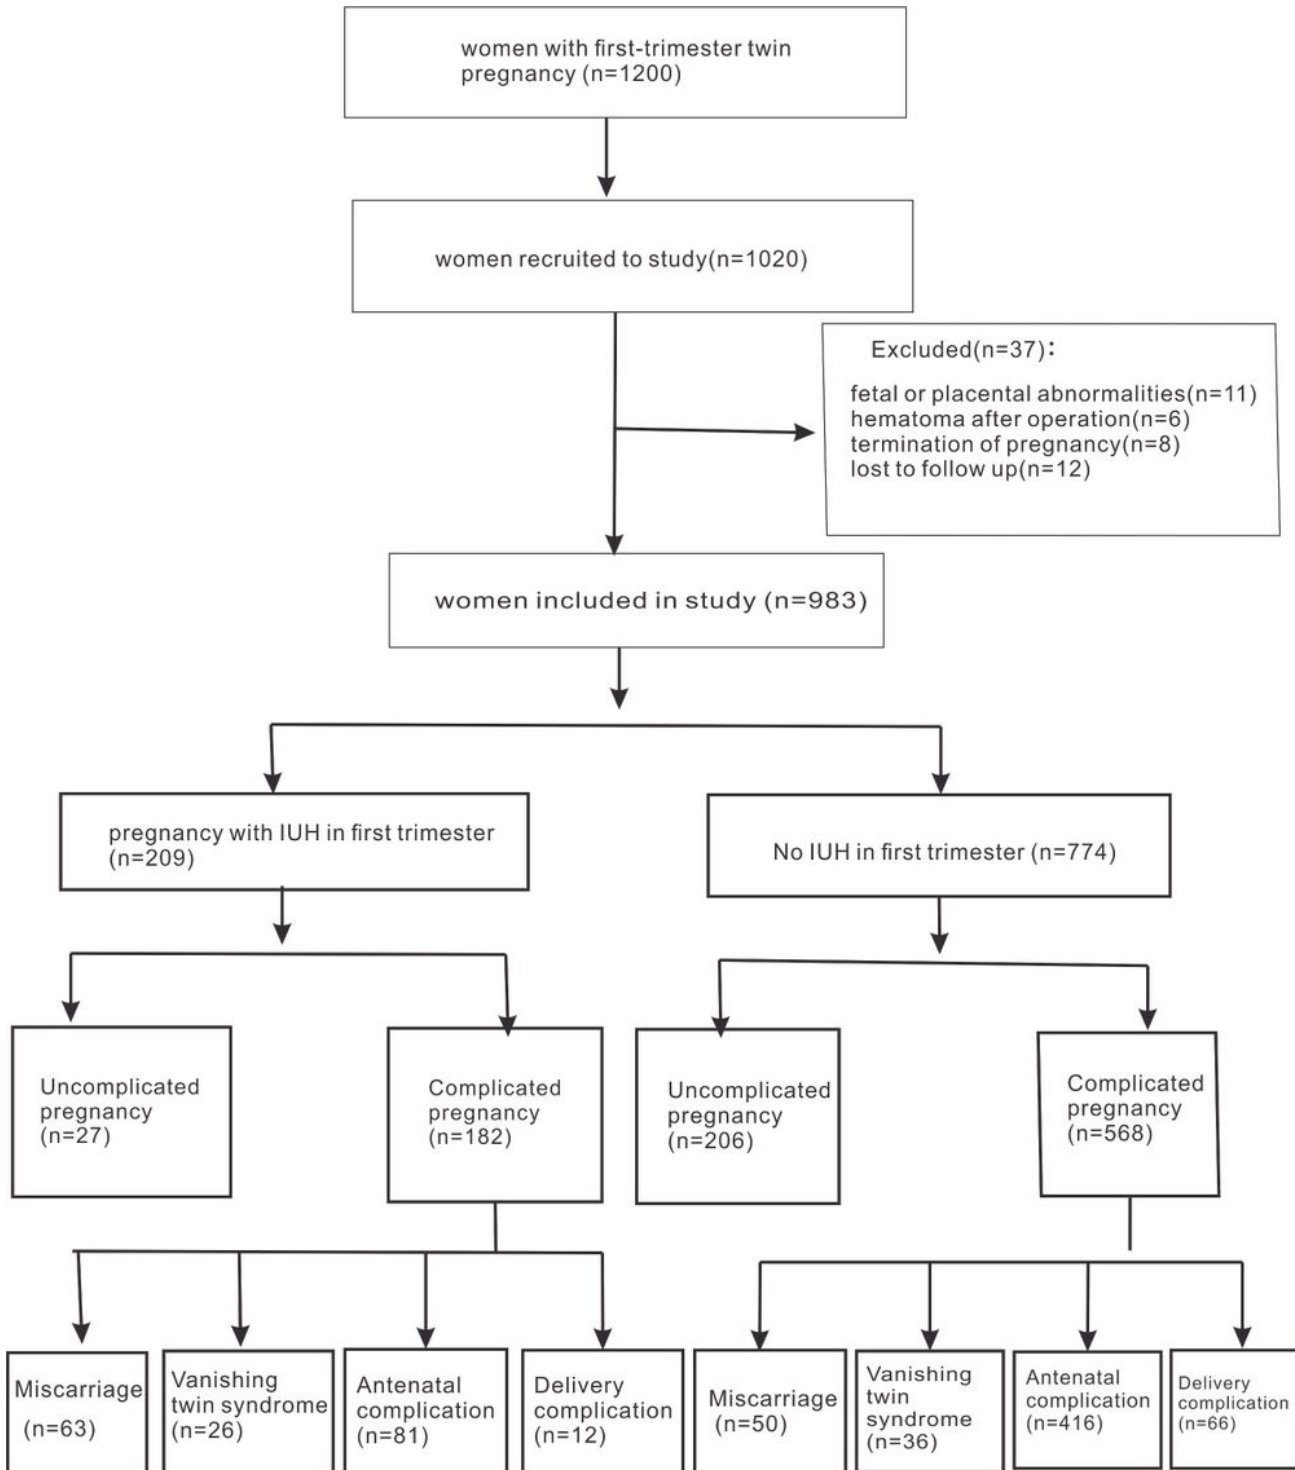 women with first-trimester twin
pregnancy (n=1200)
women recruited to study(n=1020)
Excluded(n=37):
fetal or placental abnormalities(n=11)
hematoma after operation(n=6)
termination of pregnancy(n=8)
lost to follow up(n=12)
women included in study (n=983)
pregnancy with IUH in first trimester
(n=209)
No IUH in first trimester (n=774)
Uncomplicated
pregnancy
(n=27)
Complicated
pregnancy
(n=182)
Uncomplicated
pregnancy
(n=206)
Complicated
pregnancy
(n=568)
Miscarriage
(n=63)
Vanishing
twin syndrome
(n=26)
Antenatal
complication
(n=81)
Delivery
complication
(n=12)
Miscarriage
(n=50)
Vanishing
twin
syndrome
(n=36)
Antenatal
complication
(n=416)
Delivery
complication
(n=66)